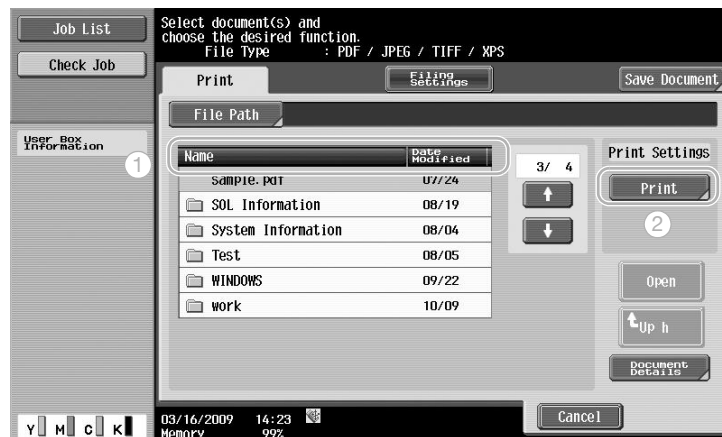 Job List
Check Job
Select document(s) and
choose the desired function.
File Type : PDF / JPEG / TIFF / XPS
Print
Filing
Settings
Save Document
File Path
User Box
Information
1
Name Date
Modified
3/ 4
Print Settings
Sample.pdf 07/24
Print
SOL Information 08/19
System Information 08/04
2
Test 08/05
WINDOWS 09/22
Open
work 10/09
Up h
Document
Details
Cancel
03/16/2009 14:23
Y M C K
Memory 99%